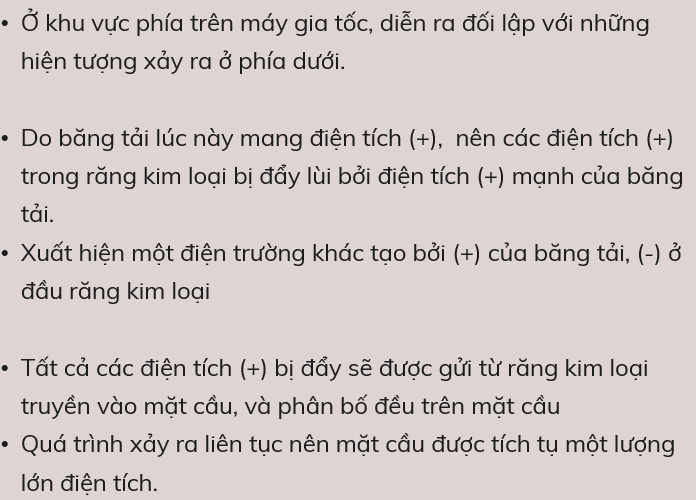 • Ở khu vực phía trên máy gia tốc, diễn ra đối lập với những
hiện tượng xảy ra ở phía dưới.
• Do băng tải lúc này mang điện tích (+),  nên các điện tích (+)
trong răng kim loại bị đẩy lùi bởi điện tích (+) mạnh của băng
tải.
• Xuất hiện một điện trường khác tạo bởi (+) của băng tải, (-) ở
đầu răng kim loại
• Tất cả các điện tích (+) bị đẩy sẽ được gửi từ răng kim loại
truyền vào mặt cầu, và phân bố đều trên mặt cầu
• Quá trình xảy ra liên tục nên mặt cầu được tích tụ một lượng
lớn điện tích.